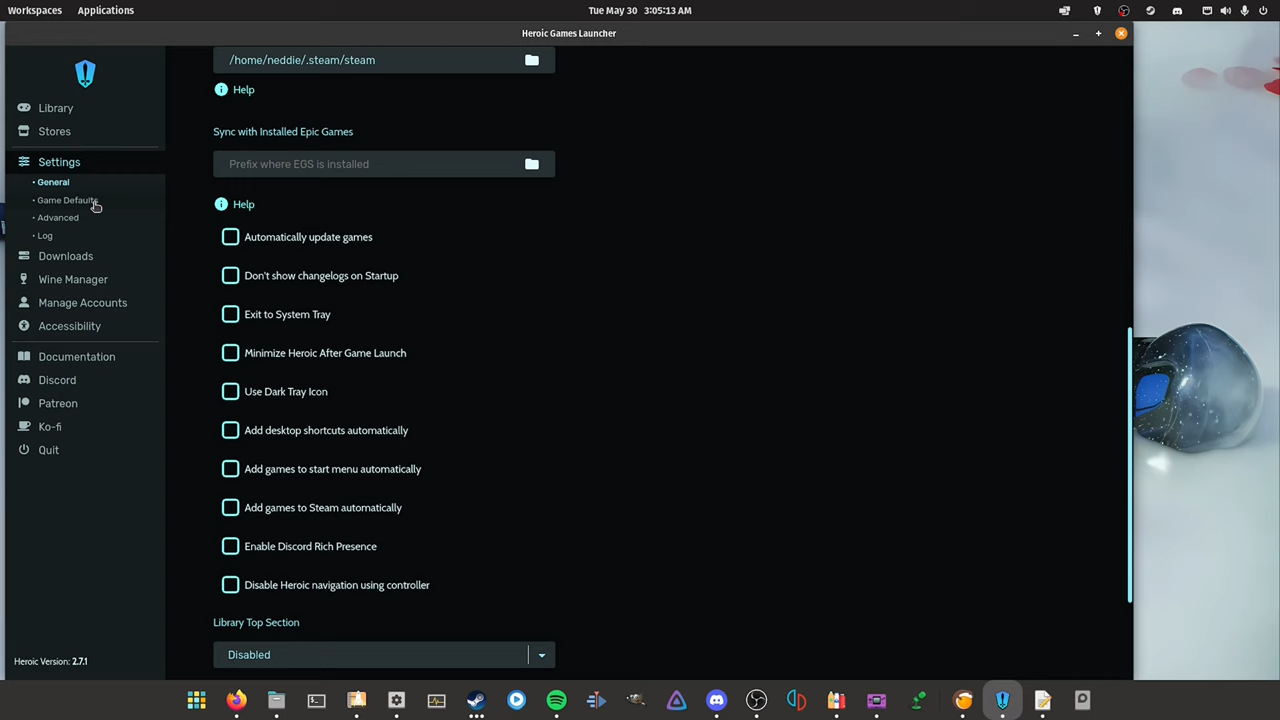 Workspaces Applications Tue May 30 3:05:13 AM
Heroic Games Launcher
Library
Stores
Settings
• General
• Game Defaults
• Advanced
• Log
Downloads
Wine Manager
Manage Accounts
Accessibility
Documentation
Discord
Patreon
Ko-fi
Quit
Heroic Version: 2.7.1
/home/neddie/.steam/steam
Help
Sync with Installed Epic Games
Prefix where EGS is installed
Help
Automatically update games
Don't show changelogs on Startup
Exit to System Tray
Minimize Heroic After Game Launch
Use Dark Tray Icon
Add desktop shortcuts automatically
Add games to start menu automatically
Add games to Steam automatically
Enable Discord Rich Presence
Disable Heroic navigation using controller
Library Top Section
Disabled